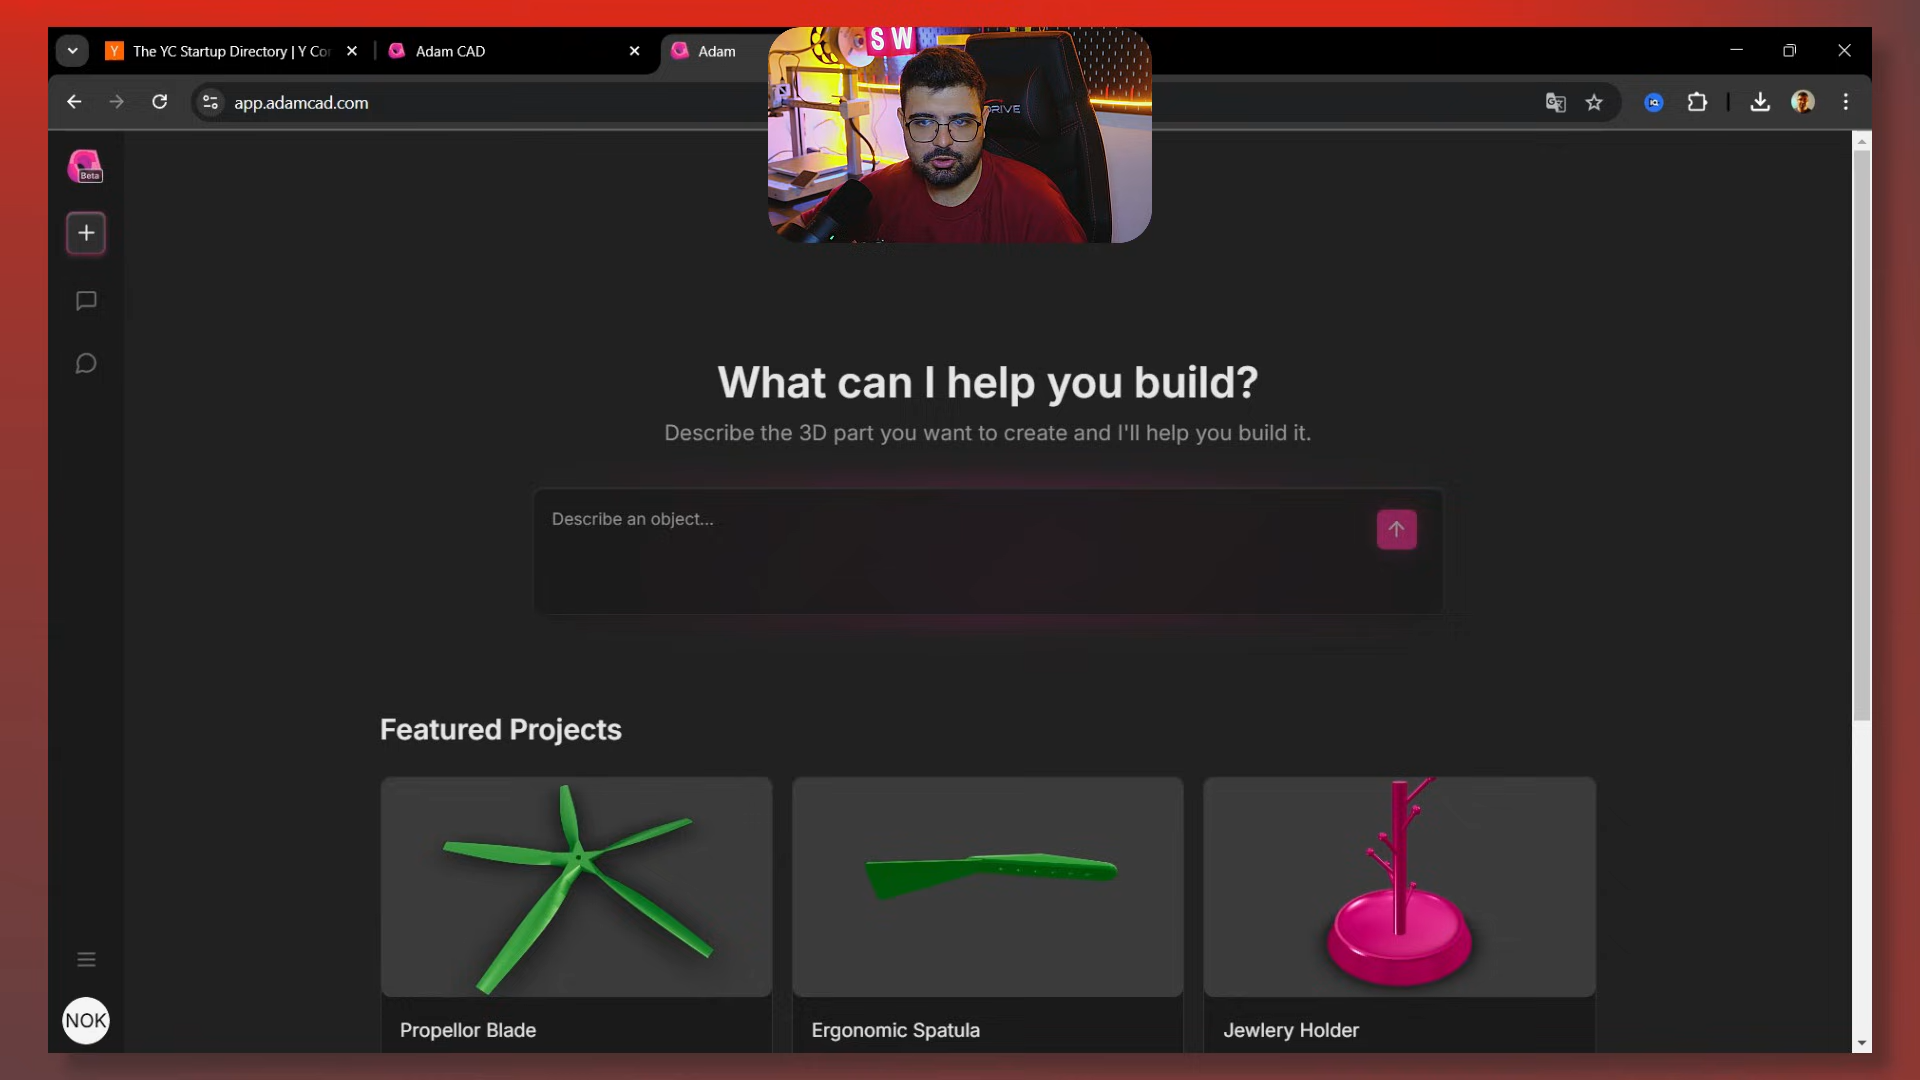 The YC Startup Directory | Y Co
Adam CAD
Adam
app.adamcad.com
S W
DRIVE
Beta
What can I help you build?
Describe the 3D part you want to create and I'll help you build it.
Describe an object...
Featured Projects
Propellor Blade
Ergonomic Spatula
Jewlery Holder
NOK